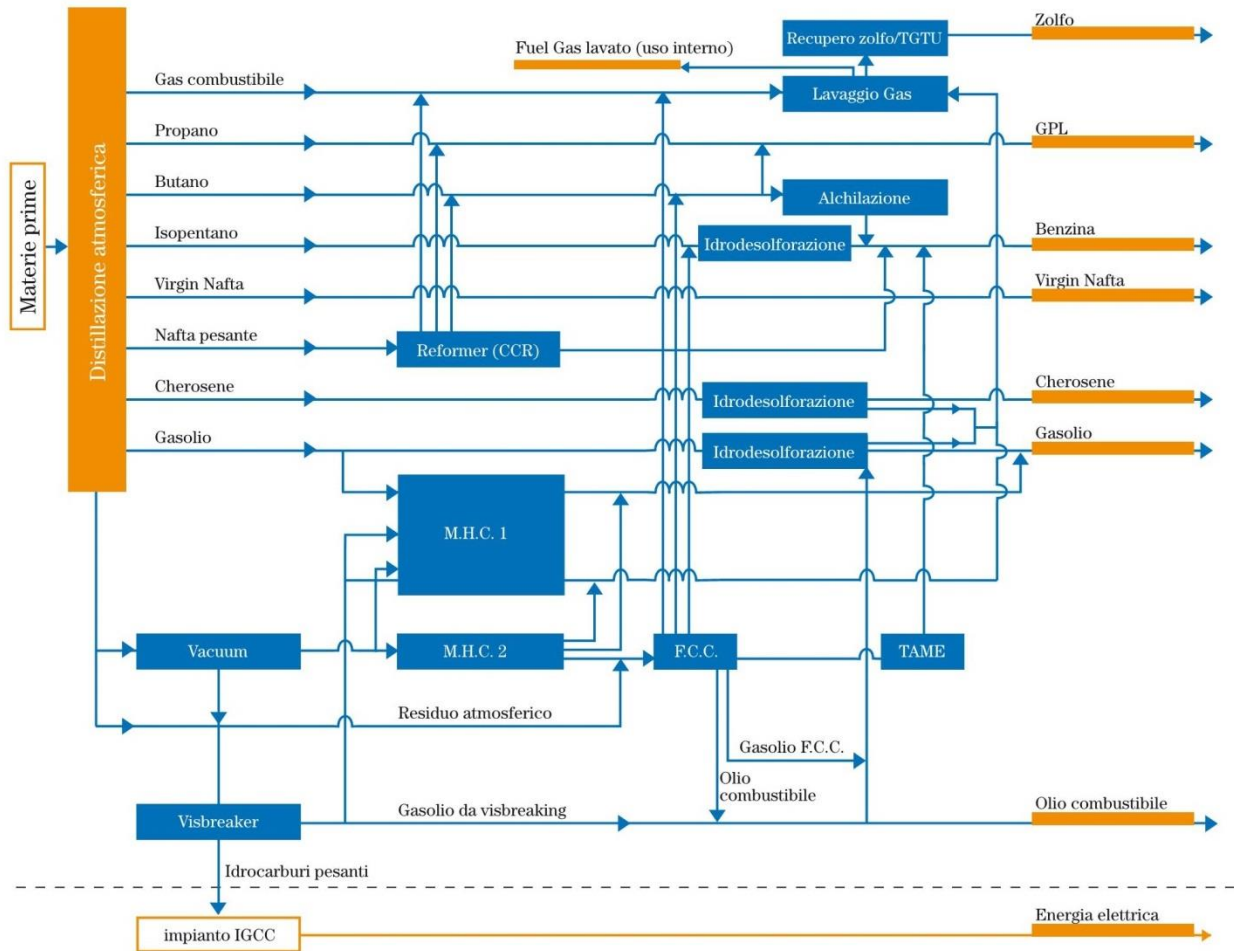 Zolfo
Fuel Gas lavato (uso interno)
Recupero zolfo/TGTU
Gas combustibile
Lavaggio Gas
Propano
GPL
Butano
Alchilazione
Isopentano
Idrodesolforazione
Benzina
Materie prime
Distillazione atmosferica
Virgin Nafta
Virgin Nafta
Nafta pesante
Reformer (CCR)
Cherosene
Idrodesolforazione
Cherosene
Gasolio
Idrodesolforazione
Gasolio
M.H.C. 1
Vacuum
M.H.C. 2
F.C.C.
TAME
Residuo atmosferico
Gasolio F.C.C.
Olio
combustibile
Visbreaker
Gasolio da visbreaking
Olio combustibile
Idrocarburi pesanti
impianto IGCC
Energia elettrica